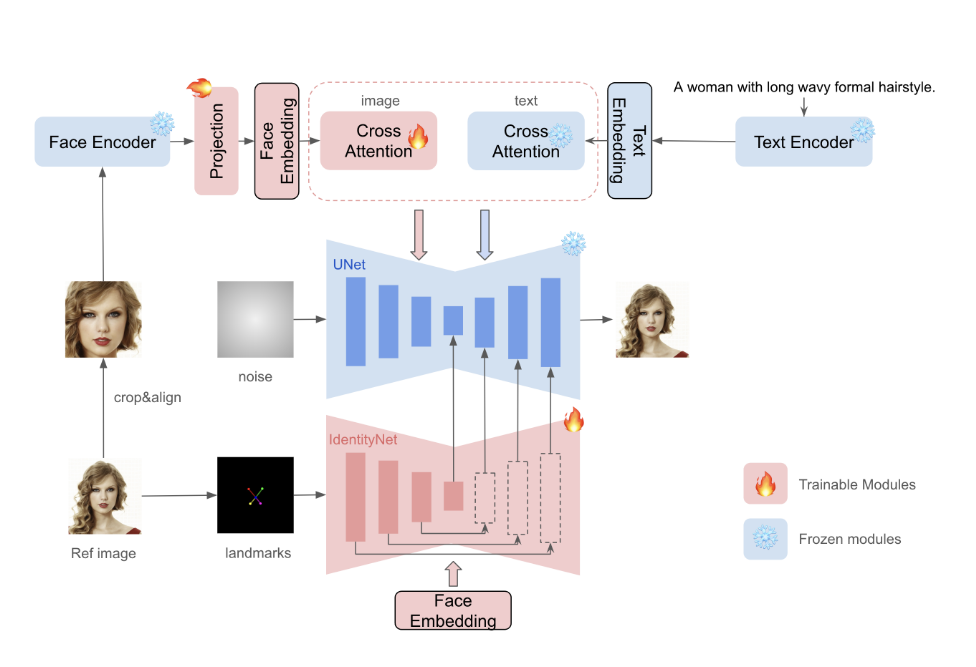 A woman with long wavy formal hairstyle.
Face Encoder
Projection
Face
Embedding
image
Cross
Attention
text
Cross
Attention
Text
Embedding
Text Encoder
UNet
noise
crop&align
IdentityNet
Ref image
landmarks
Face
Embedding
Trainable Modules
Frozen modules